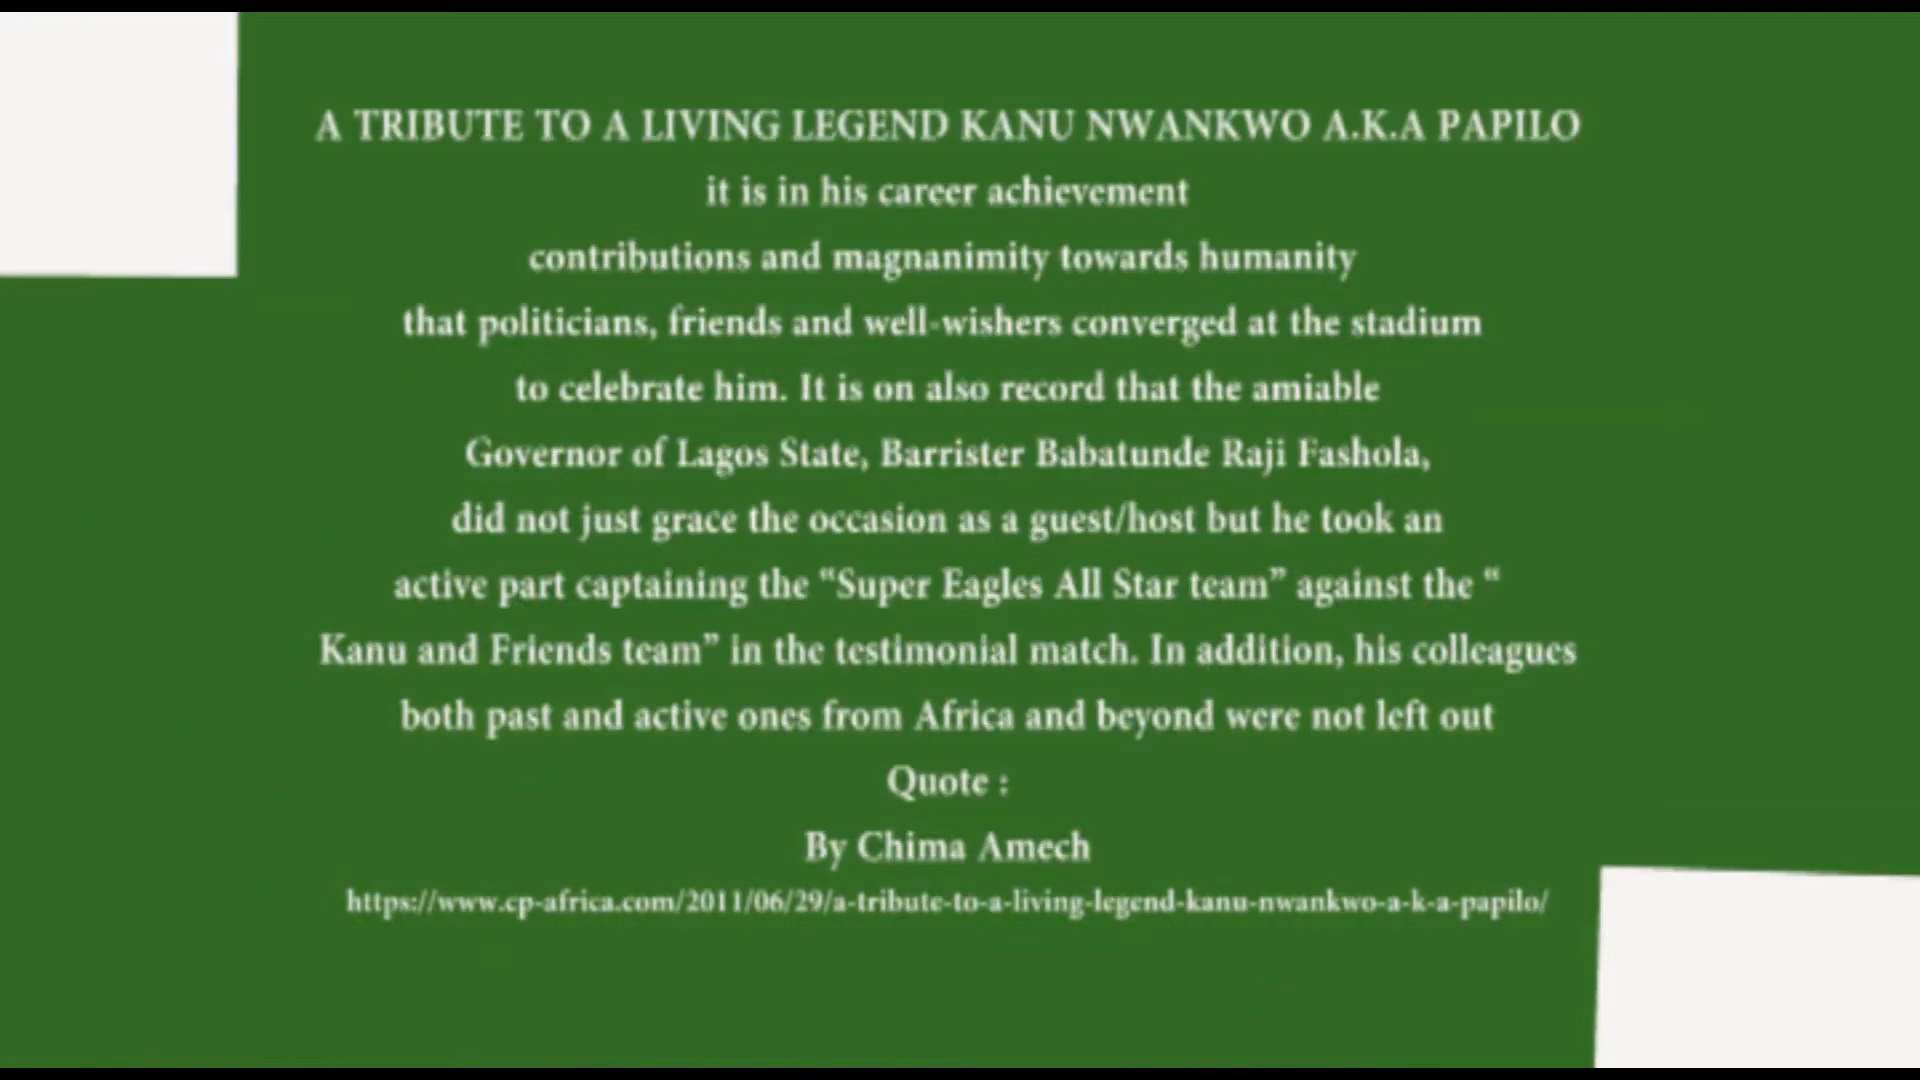 A TRIBUTE TO A LIVING LEGEND KANU NWANKWO A.K.A PAPILO
it is in his career achievement
contributions and magnanimity towards humanity
that politicians, friends and well-wishers converged at the stadium
to celebrate him. It is on also record that the amiable
Governor of Lagos State, Barrister Babatunde Raji Fashola,
did not just grace the occasion as a guest/host but he took an
active part captaining the “Super Eagles All Star team” against the “
Kanu and Friends team” in the testimonial match. In addition, his colleagues
both past and active ones from Africa and beyond were not left out
Quote :
By Chima Amech
https://www.cp-africa.com/2011/06/29/a-tribute-to-a-living-legend-kanu-nwankwo-a-k-a-papilo/